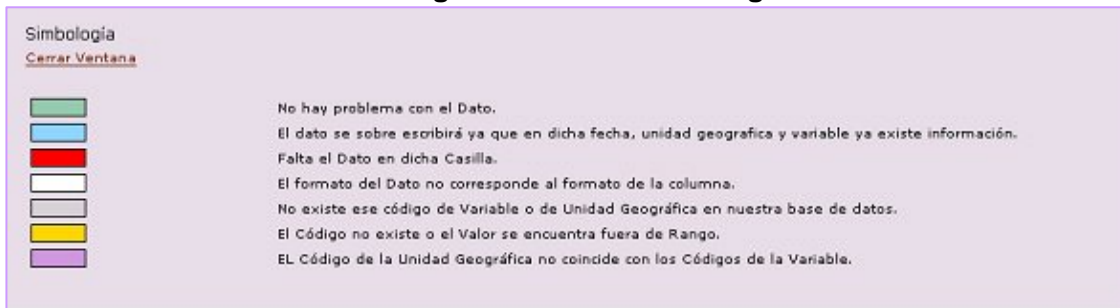 Simbología
Cerrar Ventana
No hay problema con el Dato.
El dato se sobre escribirá ya que en dicha fecha, unidad geografica y variable ya existe información.
Falta el Dato en dicha Casilla.
El formato del Dato no corresponde al formato de la columna.
No existe ese código de Variable o de Unidad Geográfica en nuestra base de datos.
El Código no existe o el Valor se encuentra fuera de Rango.
EL Código de la Unidad Geográfica no coincide con los Códigos de la Variable.